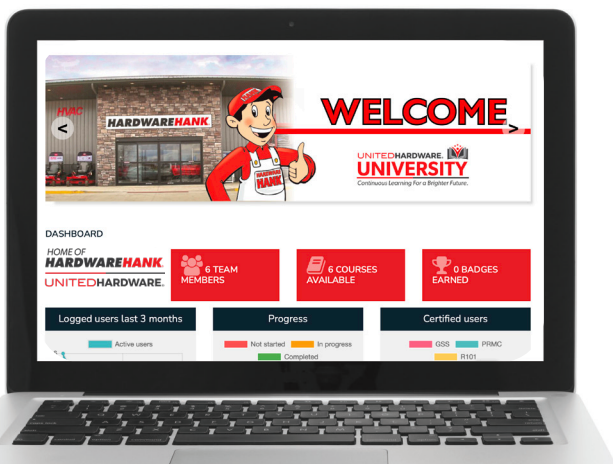 HVAC
HARDWAREHANK
<
WELCOME
>
HARDWARE
HANK
UNITEDHARDWARE.
UNIVERSITY
Continuous Learning For a Brighter Future.
DASHBOARD
HOME OF
HARDWAREHANK
UNITEDHARDWARE.
6 TEAM
MEMBERS
6 COURSES
AVAILABLE
0 BADGES
EARNED
Logged users last 3 months
Progress
Certified users
Active users
Not started
In progress
Completed
GSS
PRMC
R101